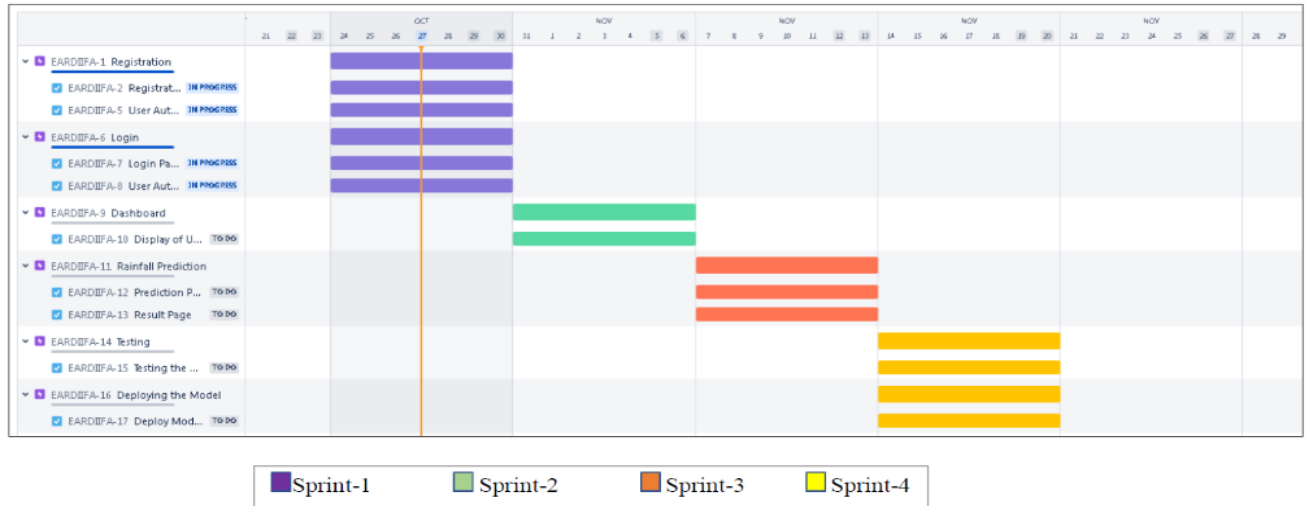 OCT NOV NOV NOV NOV
21 22 23 24 25 26 27 28 29 30 31 1 2 3 4 5 6 7 8 9 10 11 12 13 14 15 16 17 18 19 20 21 22 23 24 25 26 27 28 29
EARDIIFA-1 Registration
EARDIIFA-2 Registrat... IN PROGRESS
EARDIIFA-5 User Aut... IN PROGRESS
EARDIIFA-6 Login
EARDIIFA-7 Login Pa... IN PROGRESS
EARDIIFA-8 User Aut... IN PROGRESS
EARDIIFA-9 Dashboard
EARDIIFA-10 Display of U... TO DO
EARDIIFA-11 Rainfall Prediction
EARDIIFA-12 Prediction P... TO DO
EARDIIFA-13 Result Page TO DO
EARDIIFA-14 Testing
EARDIIFA-15 Testing the ... TO DO
EARDIIFA-16 Deploying the Model
EARDIIFA-17 Deploy Mod... TO DO
Sprint-1 Sprint-2 Sprint-3 Sprint-4